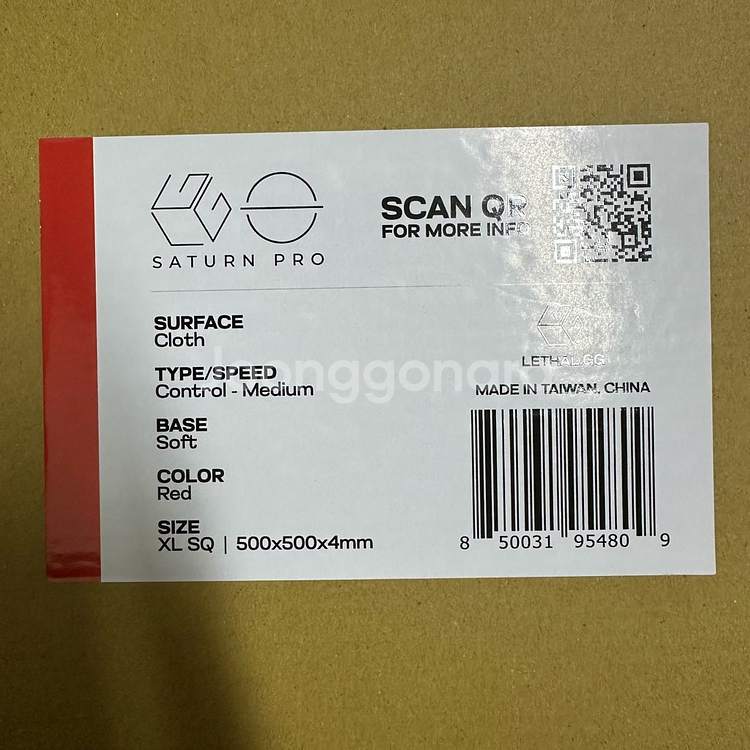 SATURN PRO
SCAN QR
FOR MORE INFO
SURFACE
Cloth
TYPE/SPEED
Control - Medium
BASE
Soft
COLOR
Red
SIZE
XL SQ | 500x500x4mm
LETHAL.GG
MADE IN TAIWAN, CHINA
8 50031 95480 9